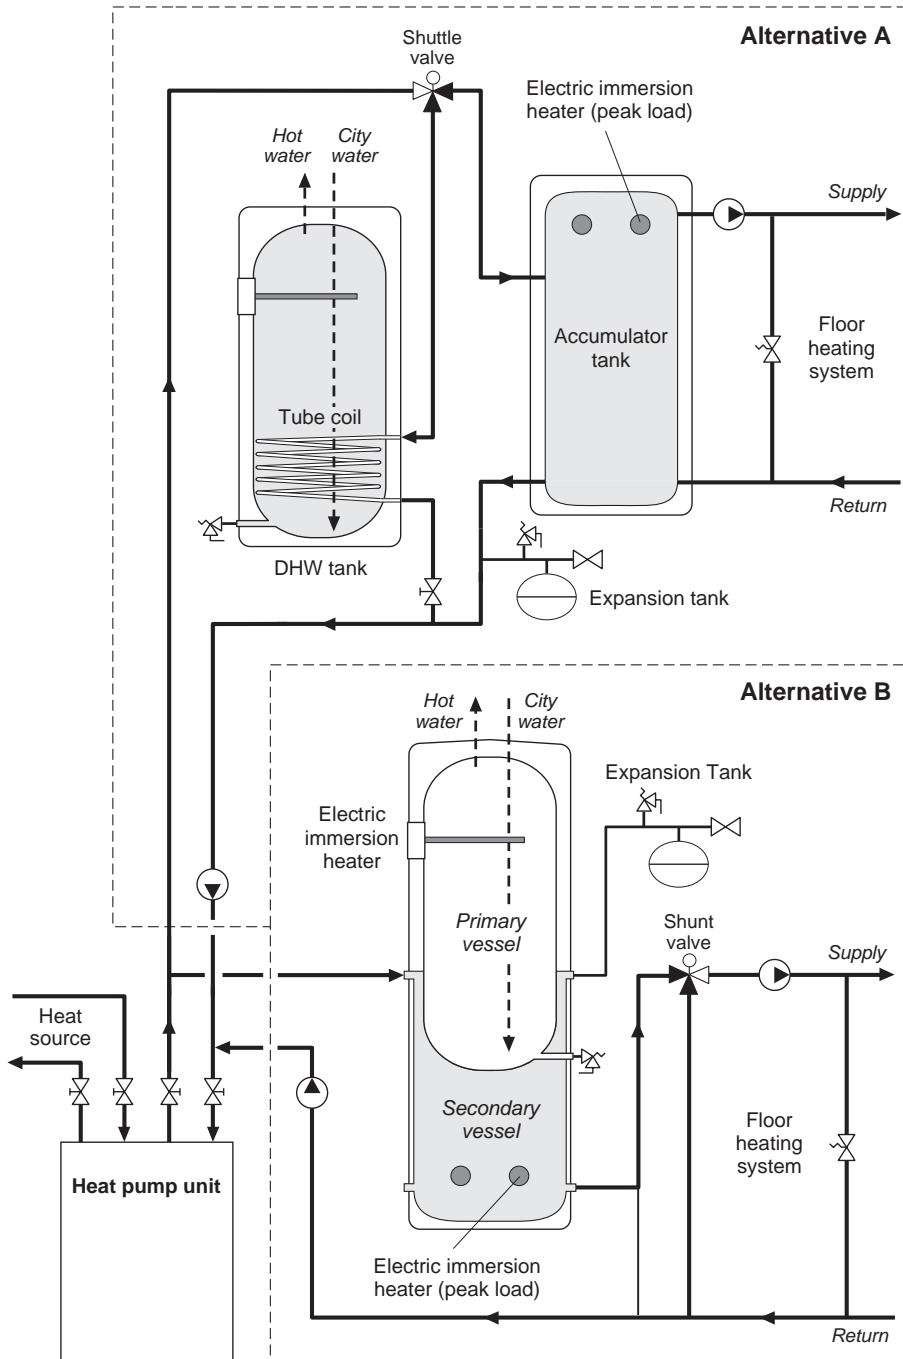 Alternative A
Shuttle
valve
Electric immersion
heater (peak load)
Hot
water
City
water
Supply
Accumulator
tank
Floor
heating
system
Tube coil
Return
DHW tank
Expansion tank
Alternative B
Hot
water
City
water
Expansion Tank
Electric
immersion
heater
Primary
vessel
Shunt
valve
Supply
Heat
source
Secondary
vessel
Floor
heating
system
Heat pump unit
Electric immersion
heater (peak load)
Return